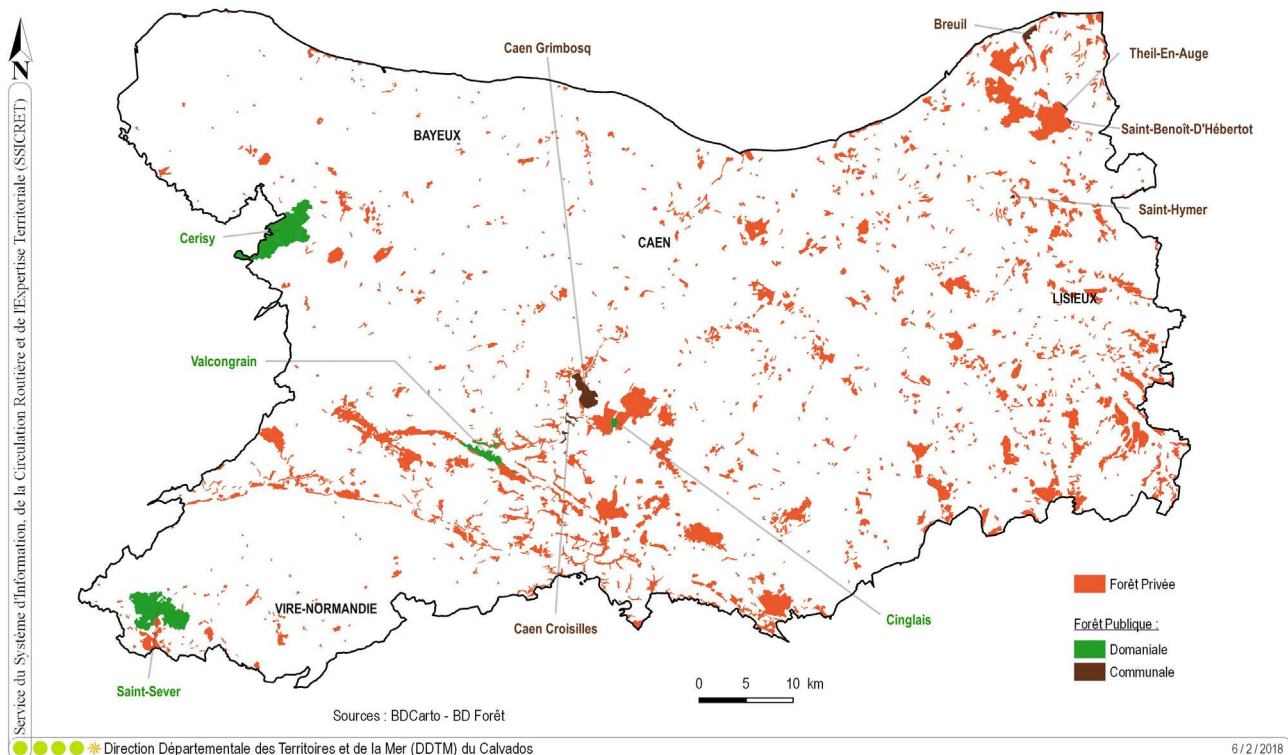 N
Service du Système d'Information, de la Circulation Routière et de l'Expertise Territoriale (SSICRET)
Breuil
Caen Grimbosq
Theil-En-Auge
BAYEUX
Saint-Benoît-D'Hébertot
Saint-Hymer
Cerisy
CAEN
LISIEUX
Valcongrain
Forêt Privée
VIRE-NORMANDIE
Caen Croisilles
Cinglais
Forêt Publique :
Domaniale
Communale
Saint-Sever
0 5 10 km
Sources : BDCarto - BD Forêt
Direction Départementale des Territoires et de la Mer (DDTM) du Calvados
6/2/2018